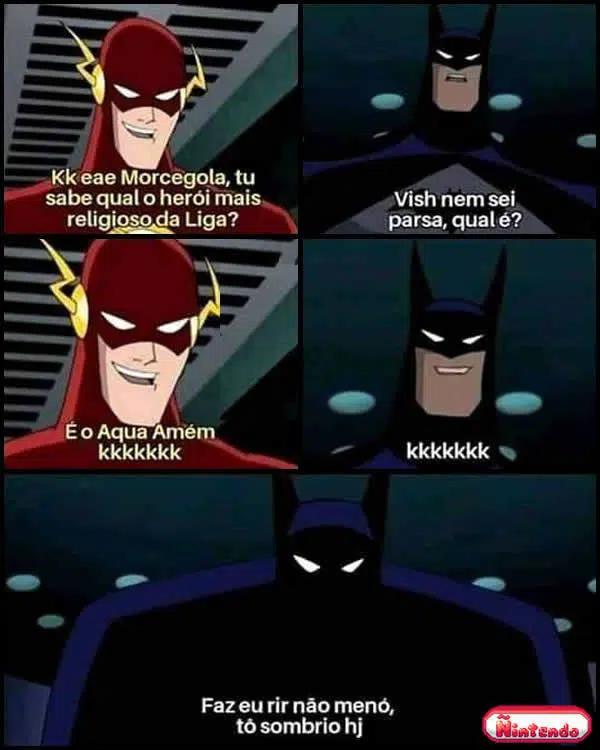 Kk eae Morcegola, tu
sabe qual o herói mais
religioso da Liga?
Vish nem sei
parsa, qual é?
É o Aqua Amém
kkkkkkk
kkkkkkk
Faz eu rir não menó,
tô sombrio hj
Ñintendo